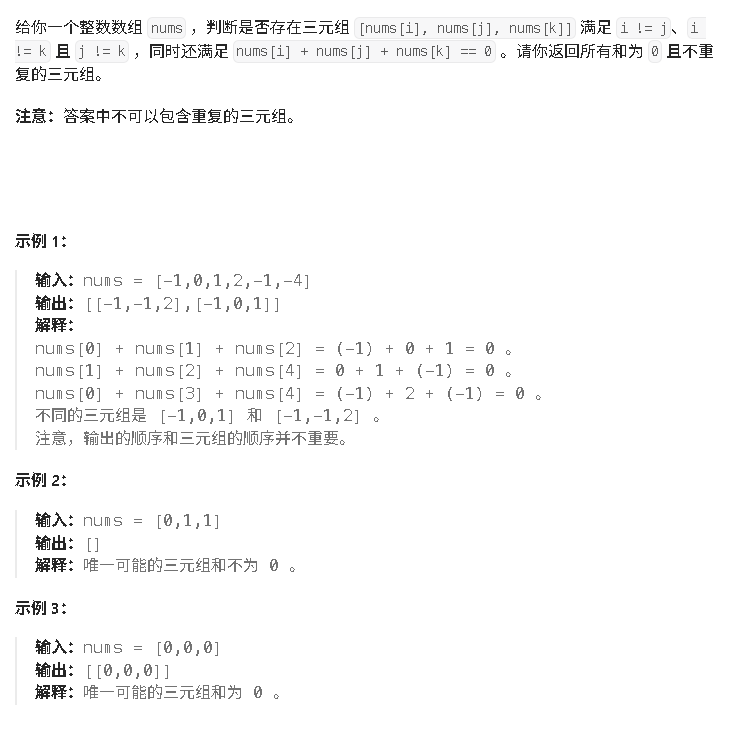 给你一个整数数组 nums ，判断是否存在三元组 [nums[i], nums[j], nums[k]] 满足 i != j、i
!= k 且 j != k ，同时还满足 nums[i] + nums[j] + nums[k] == 0 。请你返回所有和为 0 且不重
复的三元组。
注意：答案中不可以包含重复的三元组。
示例 1：
输入：nums = [-1,0,1,2,-1,-4]
输出：[[-1,-1,2],[-1,0,1]]
解释：
nums[0] + nums[1] + nums[2] = (-1) + 0 + 1 = 0 。
nums[1] + nums[2] + nums[4] = 0 + 1 + (-1) = 0 。
nums[0] + nums[3] + nums[4] = (-1) + 2 + (-1) = 0 。
不同的三元组是 [-1,0,1] 和 [-1,-1,2] 。
注意，输出的顺序和三元组的顺序并不重要。
示例 2：
输入：nums = [0,1,1]
输出：[]
解释：唯一可能的三元组和不为 0 。
示例 3：
输入：nums = [0,0,0]
输出：[[0,0,0]]
解释：唯一可能的三元组和为 0 。